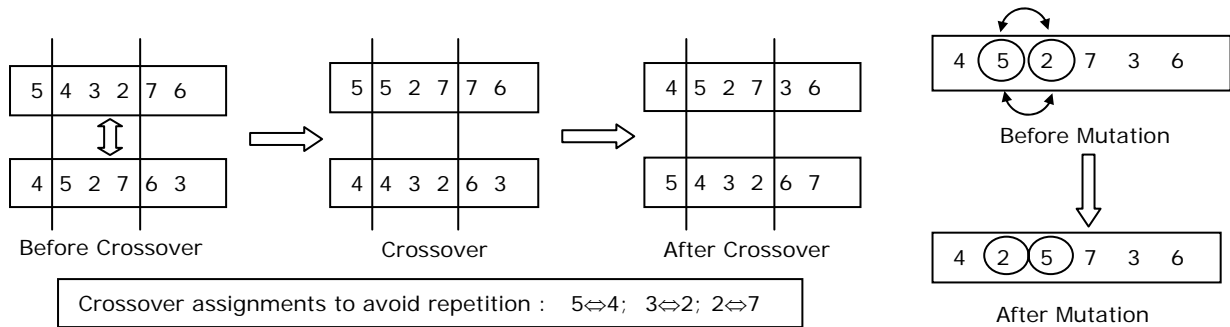 5 4 3 2 7 6
4 5 2 7 6 3
Before Crossover
5 5 2 7 7 6
4 4 3 2 6 3
Crossover
4 5 2 7 3 6
5 4 3 2 6 7
After Crossover
Crossover assignments to avoid repetition : 5⇔4; 3⇔2; 2⇔7
4 5 2 7 3 6
Before Mutation
4 2 5 7 3 6
After Mutation